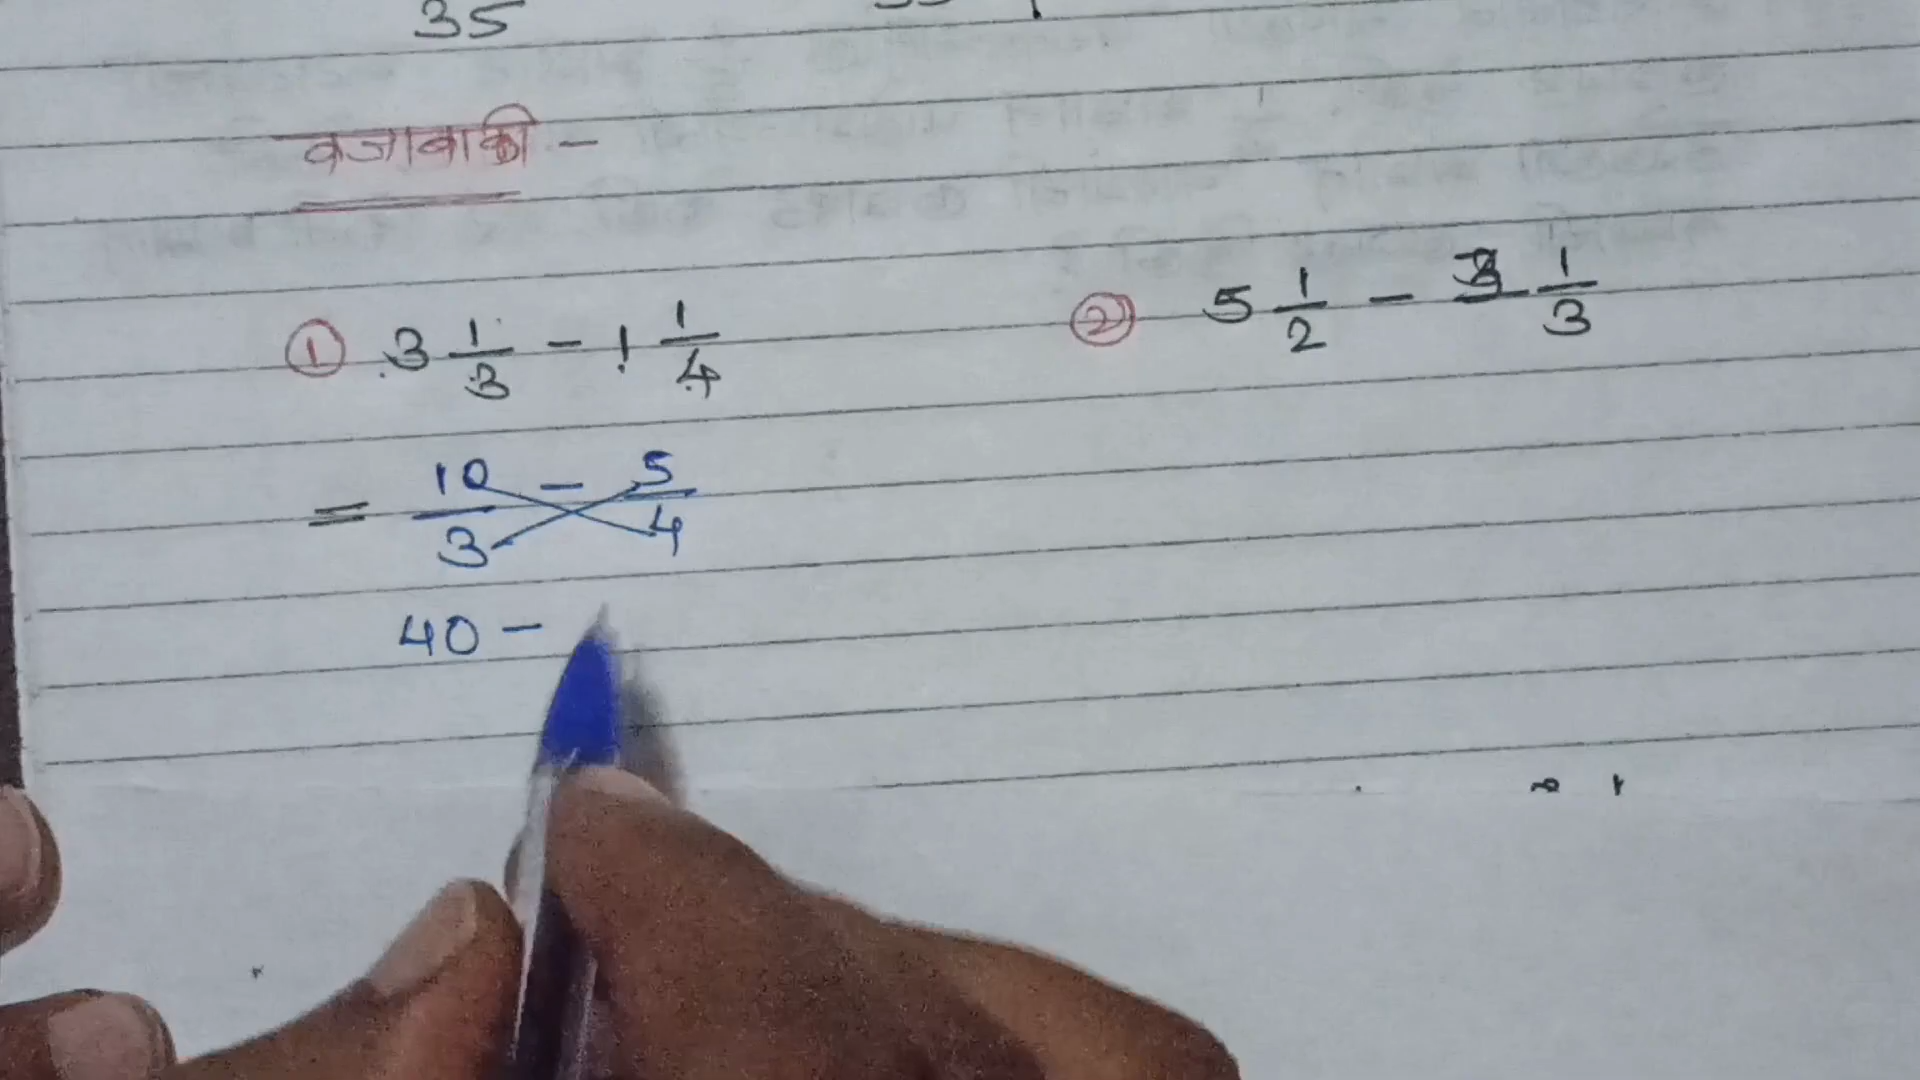 35
वजाबाकी -
① 3 1/3 - 1 1/4
② 5 1/2 - 3 1/3
= 10/3 - 5/4
40 -